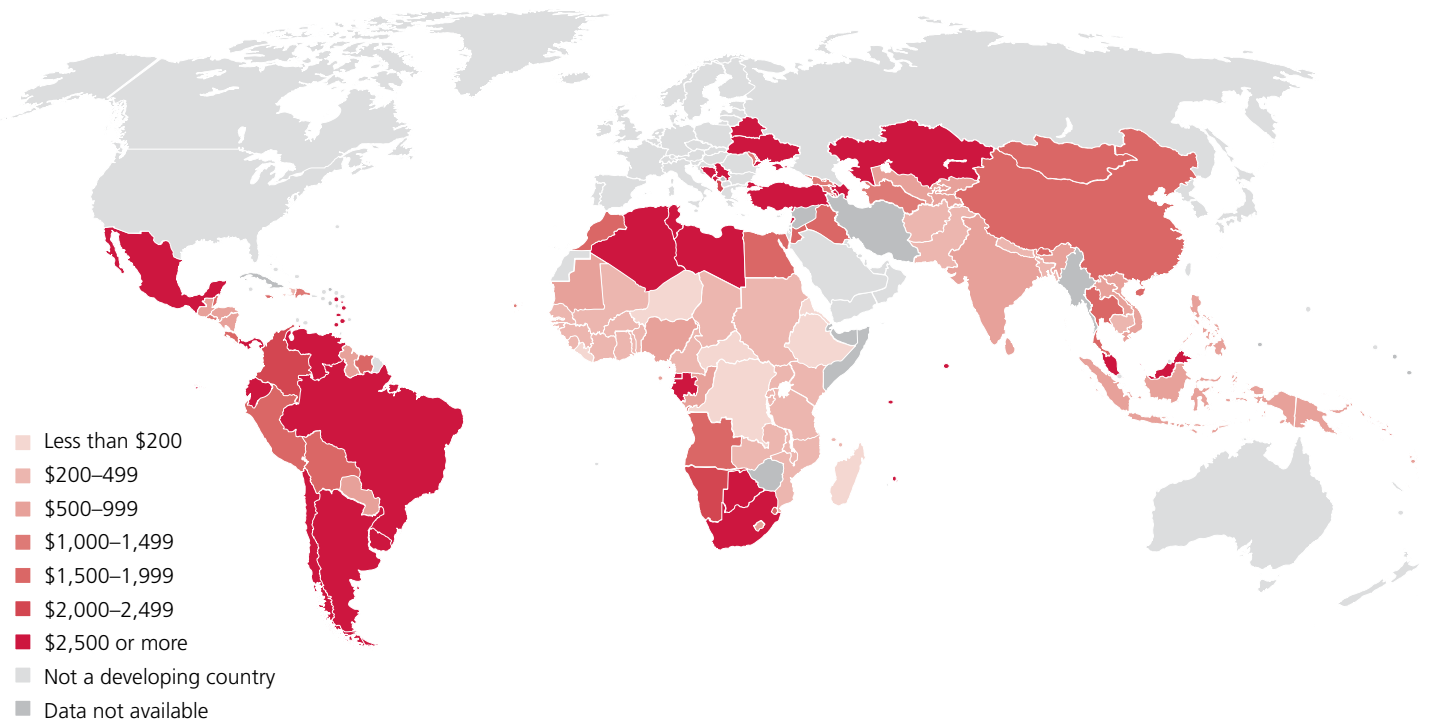 Less than $200
$200–499
$500–999
$1,000–1,499
$1,500–1,999
$2,000–2,499
$2,500 or more
Not a developing country
Data not available